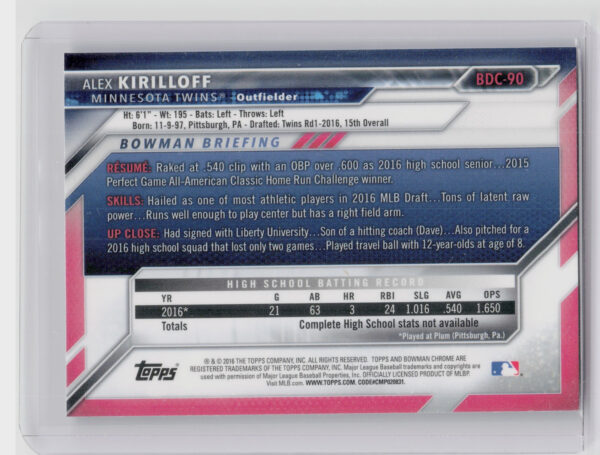 ALEX KIRILLOFF
BDC-90
MINNESOTA TWINS™ Outfielder
Ht: 6'1" - Wt: 195 - Bats: Left - Throws: Left
Born: 11-9-97, Pittsburgh, PA - Drafted: Twins Rd1-2016, 15th Overall
BOWMAN BRIEFING
RÉSUMÉ: Raked at .540 clip with an OBP over .600 as 2016 high school senior...2015
Perfect Game All-American Classic Home Run Challenge winner.
SKILLS: Hailed as one of most athletic players in 2016 MLB Draft...Tons of latent raw
power...Runs well enough to play center but has a right field arm.
UP CLOSE: Had signed with Liberty University...Son of a hitting coach (Dave)...Also pitched for a
2016 high school squad that lost only two games...Played travel ball with 12-year-olds at age of 8.
HIGH SCHOOL BATTING RECORD
YR G AB HR RBI SLG AVG OPS
2016* 21 63 3 24 1.016 .540 1.650
Totals Complete High School stats not available
*Played at Plum (Pittsburgh, Pa.)
Topps
® & © 2016 THE TOPPS COMPANY, INC. ALL RIGHTS RESERVED. TOPPS AND BOWMAN CHROME ARE
REGISTERED TRADEMARKS OF THE TOPPS COMPANY, INC. Major League Baseball trademarks and copyrights are
used with permission of Major League Baseball Properties, Inc. OFFICIALLY LICENSED PRODUCT OF MLBP.
Visit MLB.com. WWW.TOPPS.COM. CODE#CMP020831.